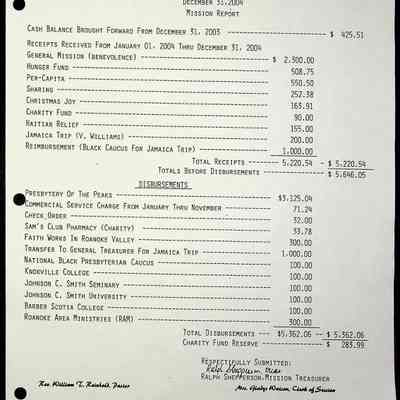 DECEMBER 31,2004
MISSION REPORT
CASH BALANCE BROUGHT FORWARD FROM DECEMBER 31, 2003 ------------------ $ 425.51
RECEIPTS RECEIVED FROM JANUARY 01, 2004 THRU DECEMBER 31, 2004
GENERAL MISSION (BENEVOLENCE) ------------------ $ 2,300.00
HUNGER FUND ------------------ 508.75
PER-CAPITA ------------------ 550.50
SHARING ------------------ 252.38
CHRISTMAS JOY ------------------ 163.91
CHARITY FUND ------------------ 90.00
HAITIAN RELIEF ------------------ 155.00
JAMAICA TRIP (V. WILLIAMS) ------------------ 200.00
REIMBURSEMENT (BLACK CAUCUS FOR JAMAICA TRIP) ------------------ 1,000.00
TOTAL RECEIPTS ------- 5,220.54 - $ 5,220.54
TOTALS BEFORE DISBURSEMENTS ------------------ $ 5,646.05
DISBURSEMENTS
PRESBYTERY OF THE PEAKS ------------------ $3,125.04
COMMERCIAL SERVICE CHARGE FROM JANUARY THRU NOVEMBER ------- 71.24
CHECK ORDER ------------------ 32.00
SAM'S CLUB PHARMACY (CHARITY) ------------------ 33.78
FAITH WORKS IN ROANOKE VALLEY ------------------ 300.00
TRANSFER TO GENERAL TREASURER FOR JAMAICA TRIP ------------------ 1,000.00
NATIONAL BLACK PRESBYTERIAN CAUCUS ------------------ 100.00
KNOXVILLE COLLEGE ------------------ 100.00
JOHNSON C. SMITH SEMINARY ------------------ 100.00
JOHNSON C. SMITH UNIVERSITY ------------------ 100.00
BARBER SCOTIA COLLEGE ------------------ 100.00
ROANOKE AREA MINISTRIES (RAM) ------------------ 300.00
TOTAL DISBURSEMENTS --- $5,362.06 -- $ 5,362.06
CHARITY FUND RESERVE ------------------ $ 283.99
RESPECTFULLY SUBMITTED:
RALPH SHEPPERSON-MISSION TREASURER
Rev. William T. Reinhold, Pastor
Mrs. Gladys Watson, Clerk of Session